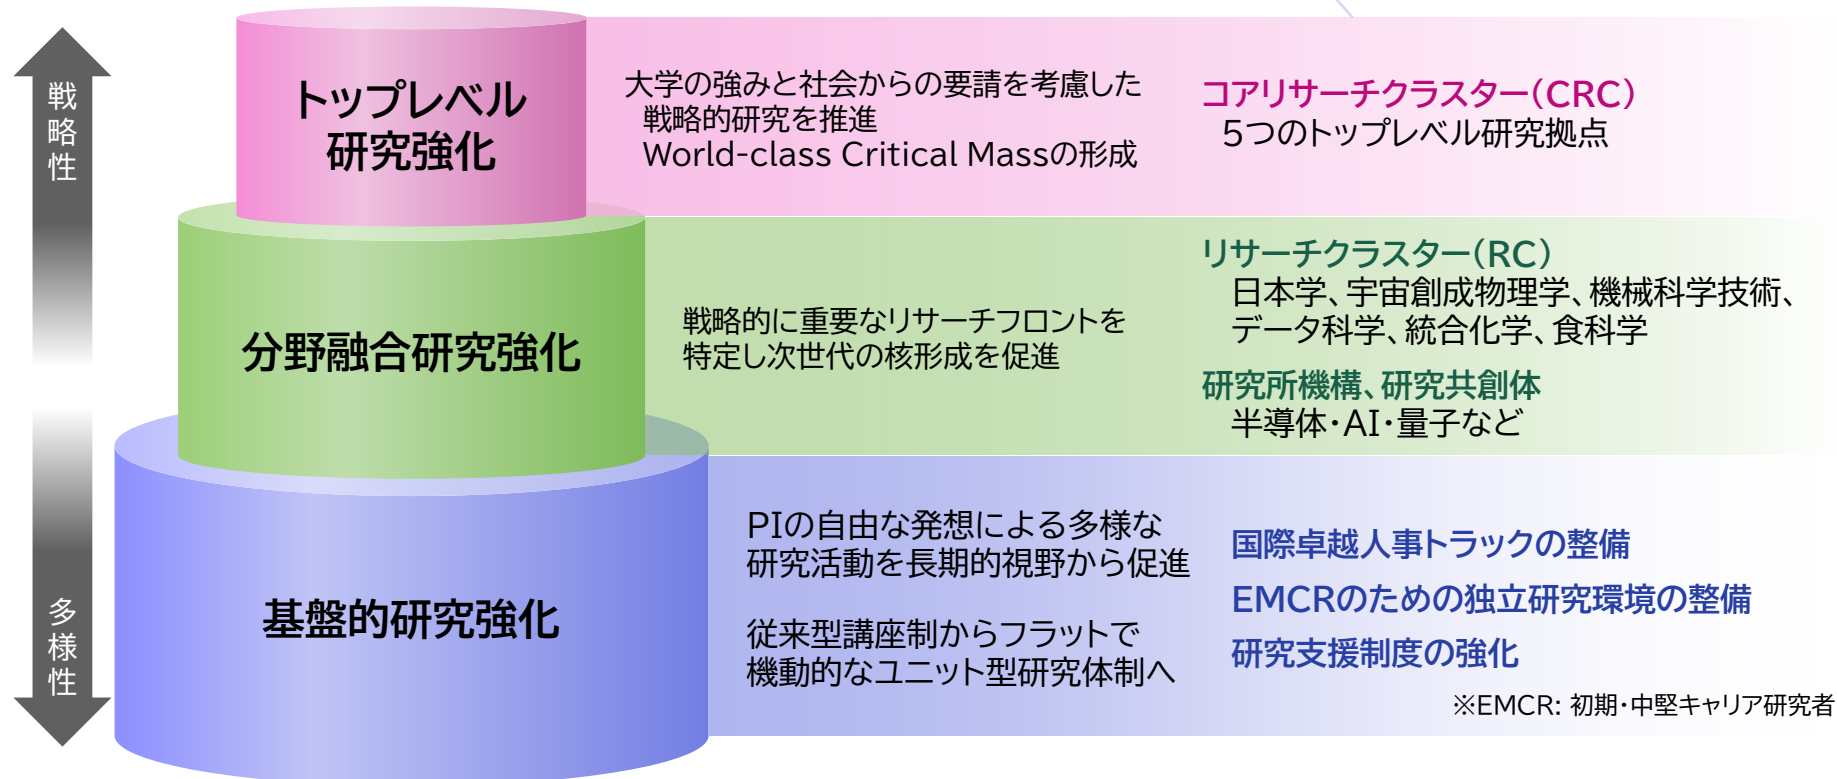 戦略性
トップレベル
研究強化
大学の強みと社会からの要請を考慮した
戦略的研究を推進
World-class Critical Massの形成
コアリサーチクラスター(CRC)
5つのトップレベル研究拠点
分野融合研究強化
戦略的に重要なリサーチフロントを
特定し次世代の核形成を促進
リサーチクラスター(RC)
日本学、宇宙創成物理学、機械科学技術、
データ科学、統合化学、食科学
研究所機構、研究共創体
半導体・AI・量子など
多様性
基盤的研究強化
PIの自由な発想による多様な
研究活動を長期的視野から促進
従来型講座制からフラットで
機動的なユニット型研究体制へ
国際卓越人事トラックの整備
EMCRのための独立研究環境の整備
研究支援制度の強化
※EMCR: 初期・中堅キャリア研究者